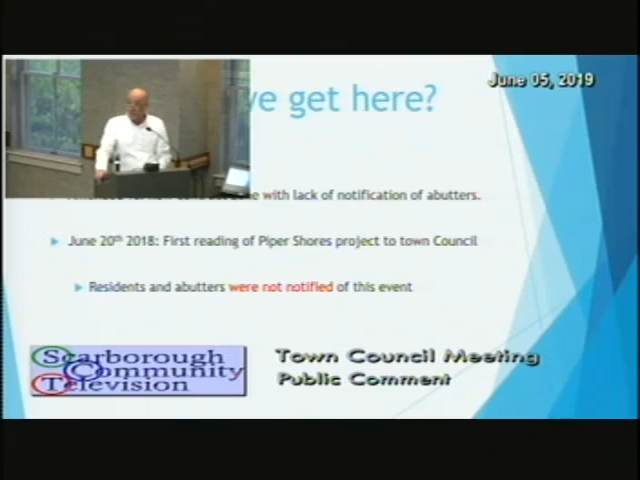 June 05, 2019
ve get here?
with lack of notification of abutters.
June 20th 2018: First reading of Piper Shores project to town Council
Residents and abutters were not notified of this event
Scarborough
Community
Television
Town Council Meeting
Public Comment